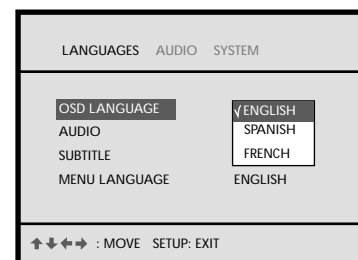 LANGUAGES AUDIO SYSTEM
OSD LANGUAGE √ENGLISH
AUDIO SPANISH
SUBTITLE FRENCH
MENU LANGUAGE ENGLISH
↑↓←→ : MOVE SETUP: EXIT